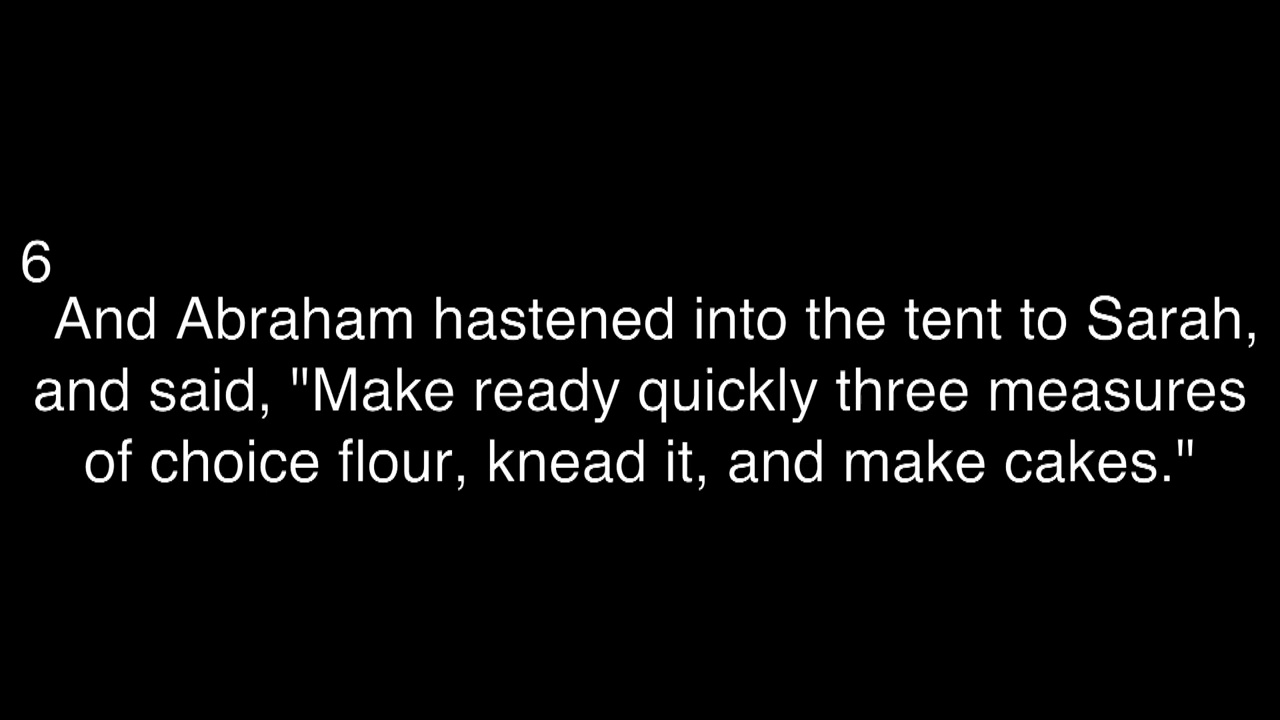 6
And Abraham hastened into the tent to Sarah,
and said, "Make ready quickly three measures
of choice flour, knead it, and make cakes."